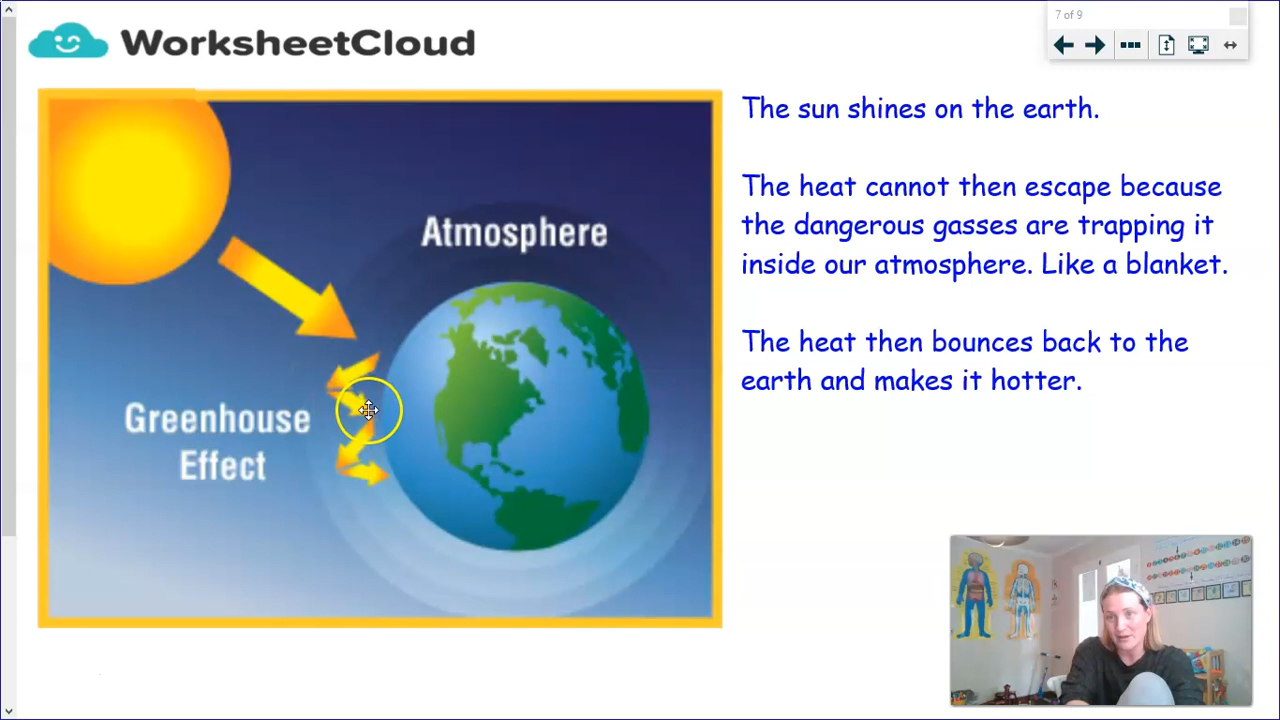 7 of 9
WorksheetCloud
The sun shines on the earth.
The heat cannot then escape because
the dangerous gasses are trapping it
inside our atmosphere. Like a blanket.
The heat then bounces back to the
earth and makes it hotter.
Atmosphere
Greenhouse
Effect